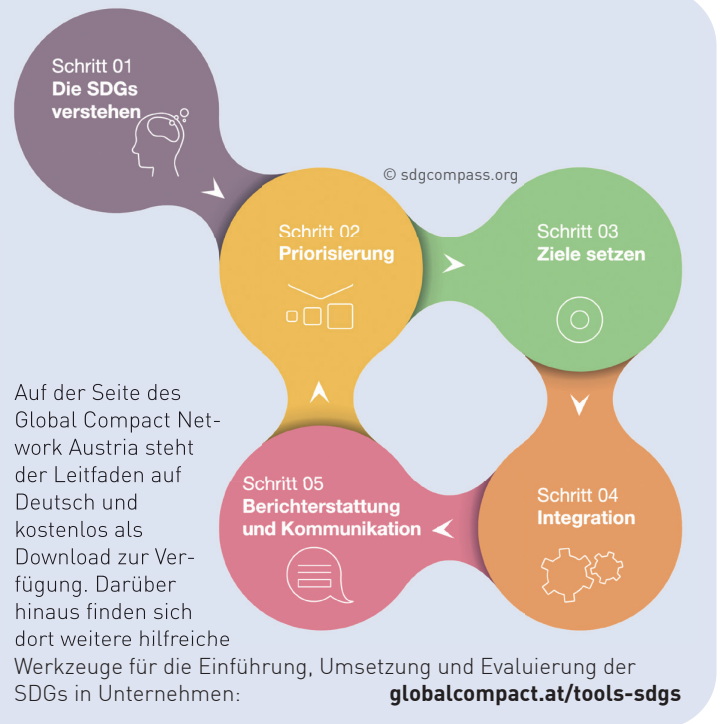 Schritt 01
Die SDGs
verstehen
© sdgcompass.org
Schritt 02
Priorisierung
Schritt 03
Ziele setzen
Schritt 04
Integration
Schritt 05
Berichterstattung
und Kommunikation
Auf der Seite des
Global Compact Net-
work Austria steht
der Leitfaden auf
Deutsch und
kostenlos als
Download zur Ver-
fügung. Darüber
hinaus finden sich
dort weitere hilfreiche
Werkzeuge für die Einführung, Umsetzung und Evaluierung der
SDGs in Unternehmen: globalcompact.at/tools-sdgs